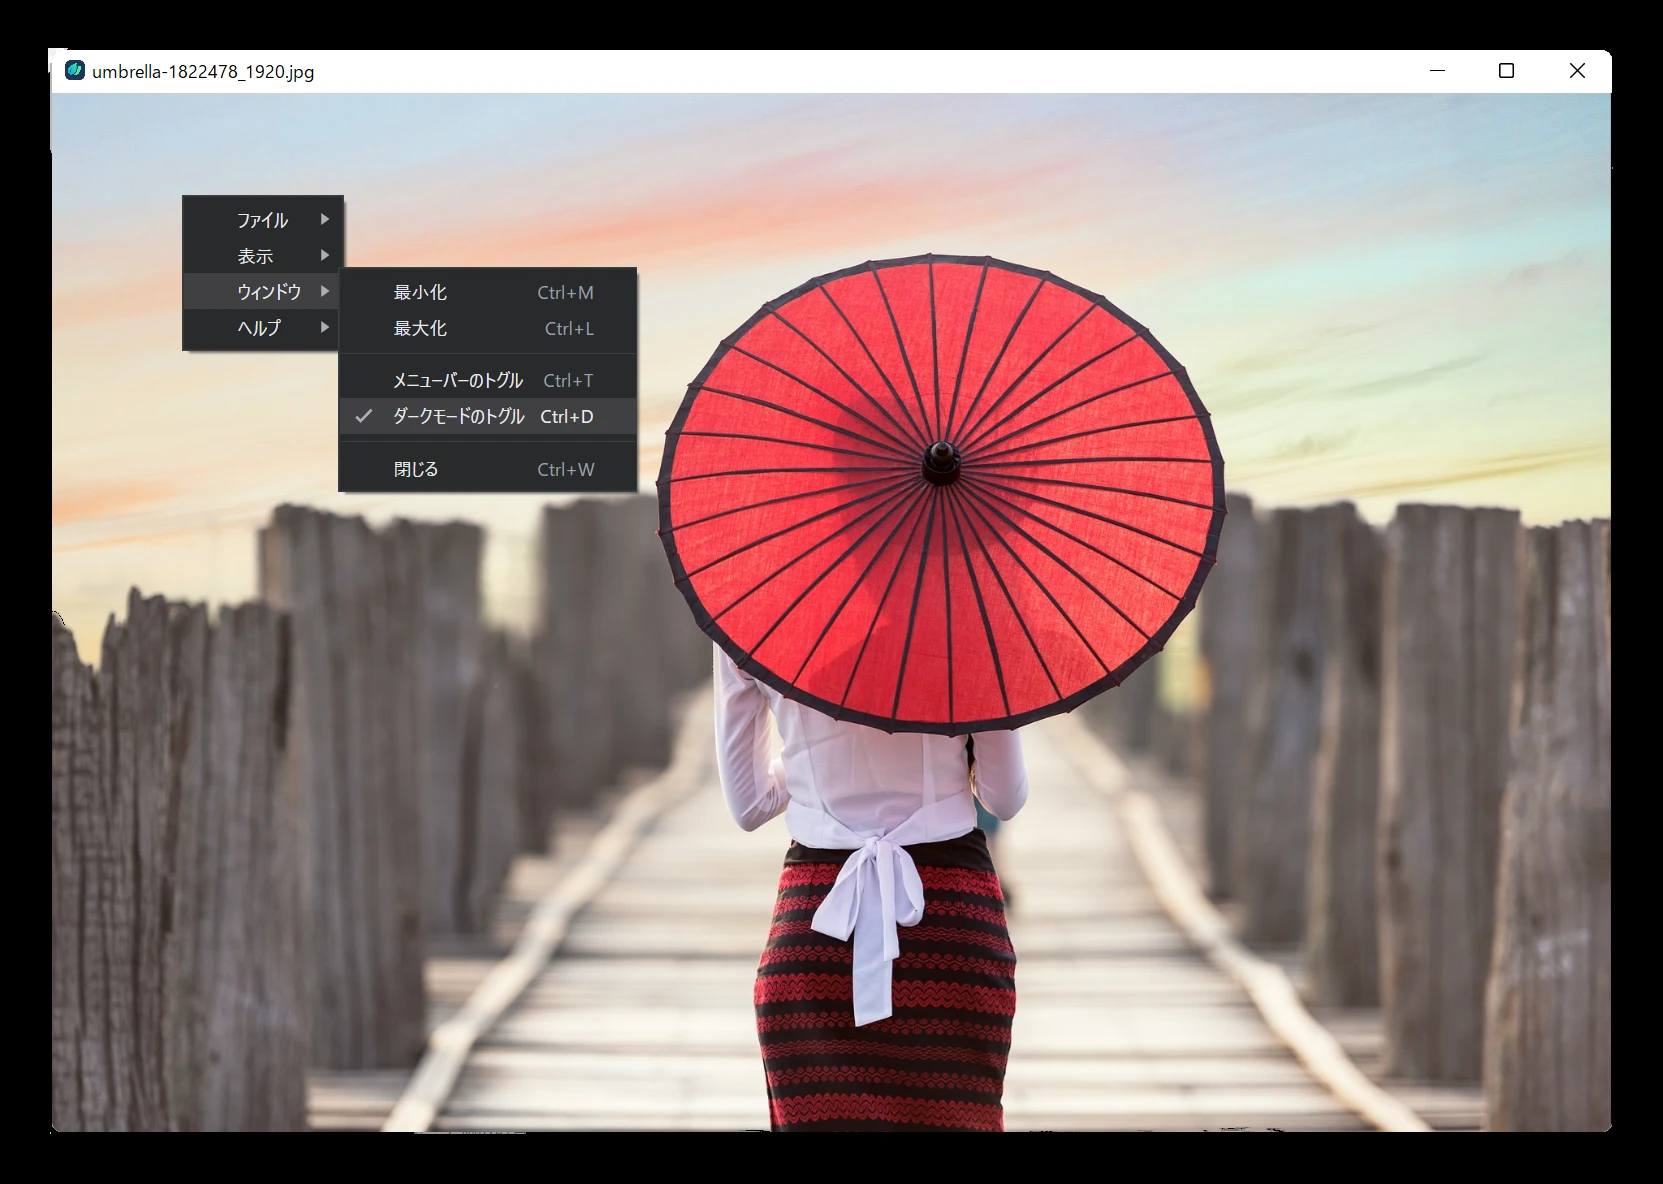 umbrella-1822478_1920.jpg
ファイル
表示
ウィンドウ
ヘルプ
最小化 Ctrl+M
最大化 Ctrl+L
メニューバーのトグル Ctrl+T
ダークモードのトグル Ctrl+D
閉じる Ctrl+W